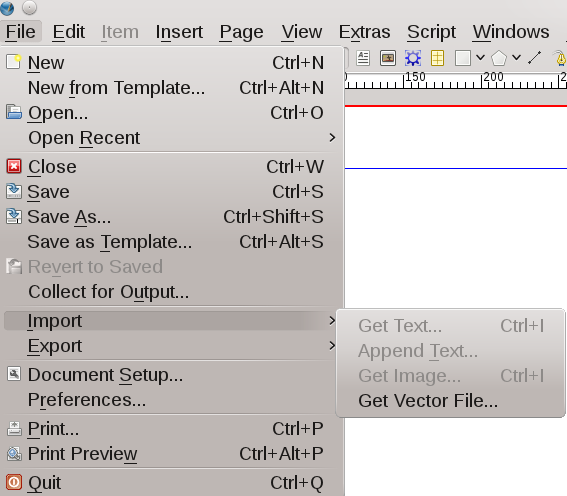 File Edit Item Insert Page View Extras Script Windows
New Ctrl+N
New from Template... Ctrl+Alt+N
Open... Ctrl+O
Open Recent
Close Ctrl+W
Save Ctrl+S
Save As... Ctrl+Shift+S
Save as Template... Ctrl+Alt+S
Revert to Saved
Collect for Output...
Import
Export
Document Setup...
Preferences...
Print... Ctrl+P
Print Preview Ctrl+Alt+P
Quit Ctrl+Q
150 200
Get Text... Ctrl+I
Append Text...
Get Image... Ctrl+I
Get Vector File...